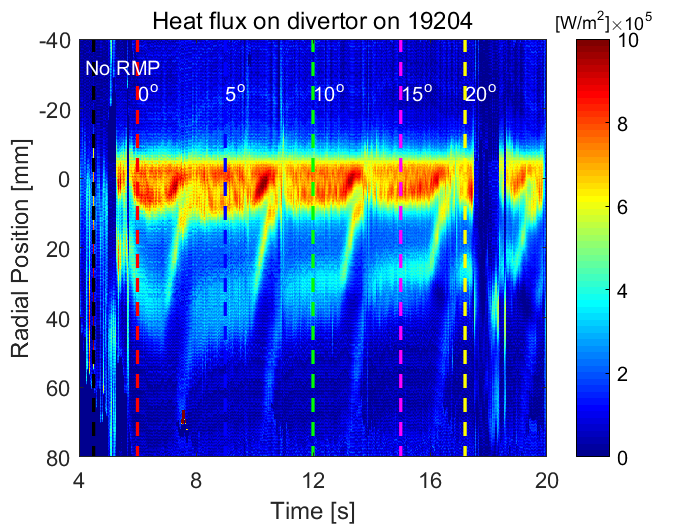 Heat flux on divertor on 19204
[W/m²]×10⁵
No RMP
0° 5° 10° 15° 20°
Radial Position [mm]
-40
-20
0
20
40
60
80
4 8 12 16 20
Time [s]
10
8
6
4
2
0